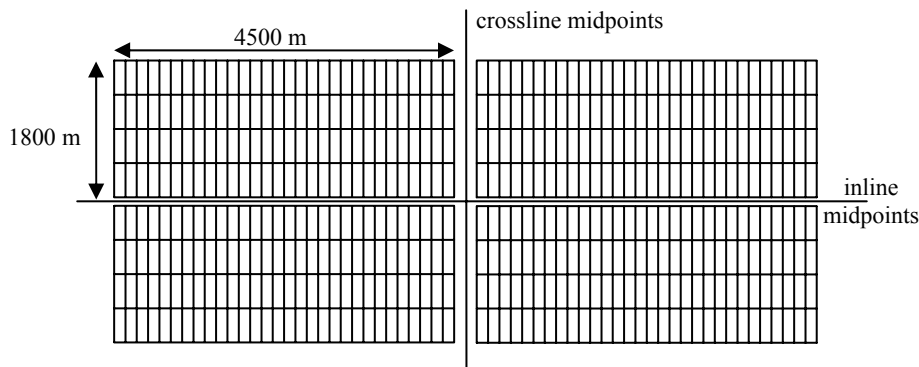 crossline midpoints
4500 m
1800 m
inline
midpoints